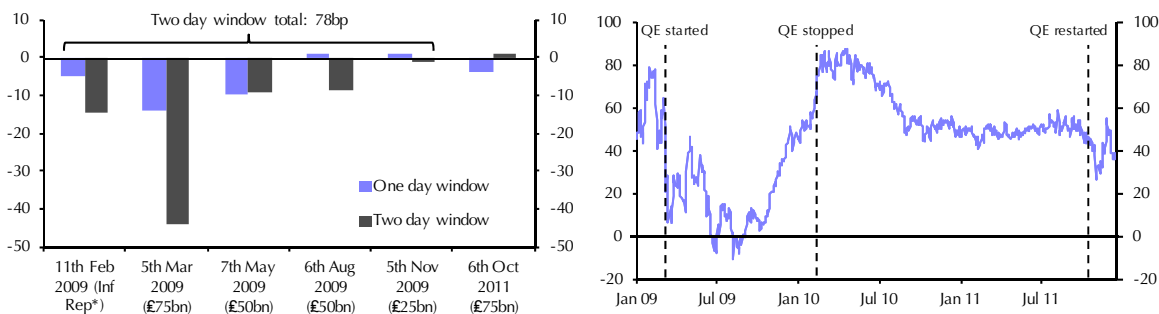 Two day window total: 78bp
10
0
-10
-20
-30
-40
-50
10
0
-10
-20
-30
-40
-50
One day window
Two day window
11th Feb
2009 (Inf
Rep*)
5th Mar
2009
(£75bn)
7th May
2009
(£50bn)
6th Aug
2009
(£50bn)
5th Nov
2009
(£25bn)
6th Oct
2011
(£75bn)
100
80
60
40
20
0
-20
QE started
QE stopped
QE restarted
100
80
60
40
20
0
-20
Jan 09
Jul 09
Jan 10
Jul 10
Jan 11
Jul 11